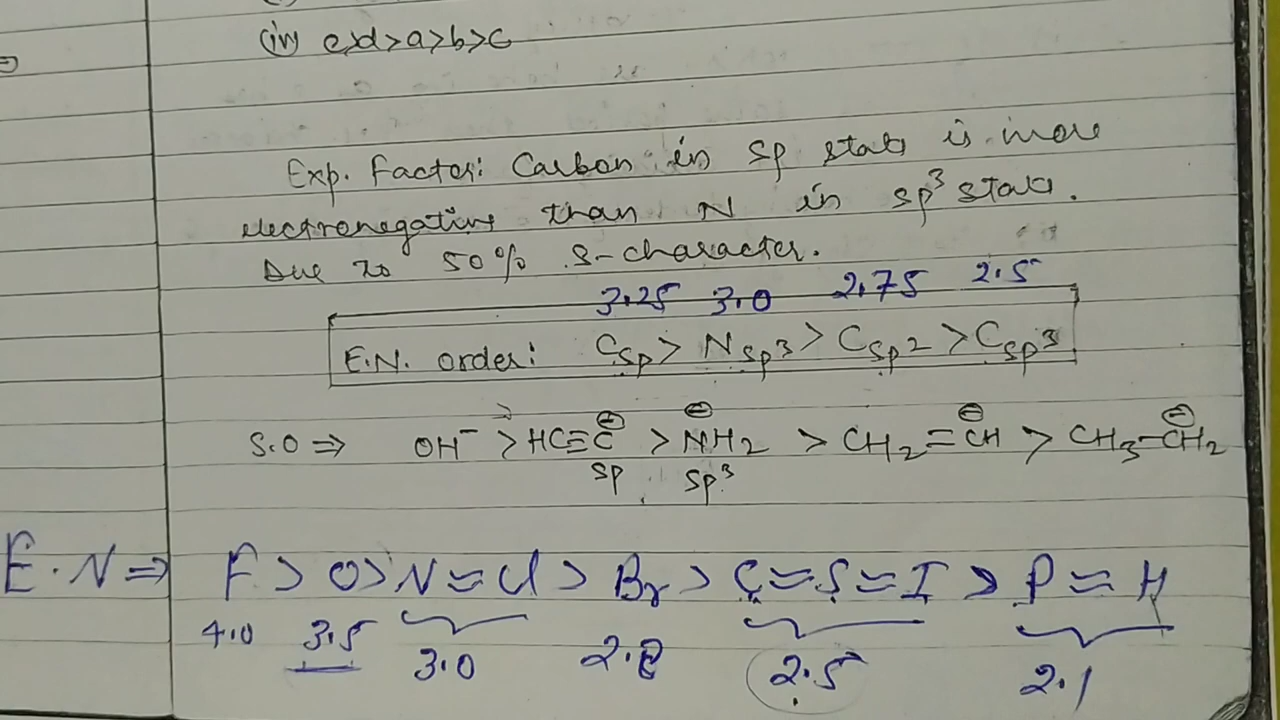 (iv) e>d>a>b>c
Exp. Factor: Carbon in sp state is more
electronegative than N in sp³ state.
Due to 50% s-character.
3.25 3.0 2.75 2.5
E.N. order: Csp > Nsp3 > Csp2 > Csp3
S.O ⇒ OH⁻ > HC≡C⊖ > NH2⊖ > CH2=CH⊖ > CH3-CH2⊖
sp sp³
E.N ⇒ F > O > N ≈ Cl > Br > C ≈ S ≈ I > P ≈ H
4.0 3.5 3.0 2.8 2.5 2.1